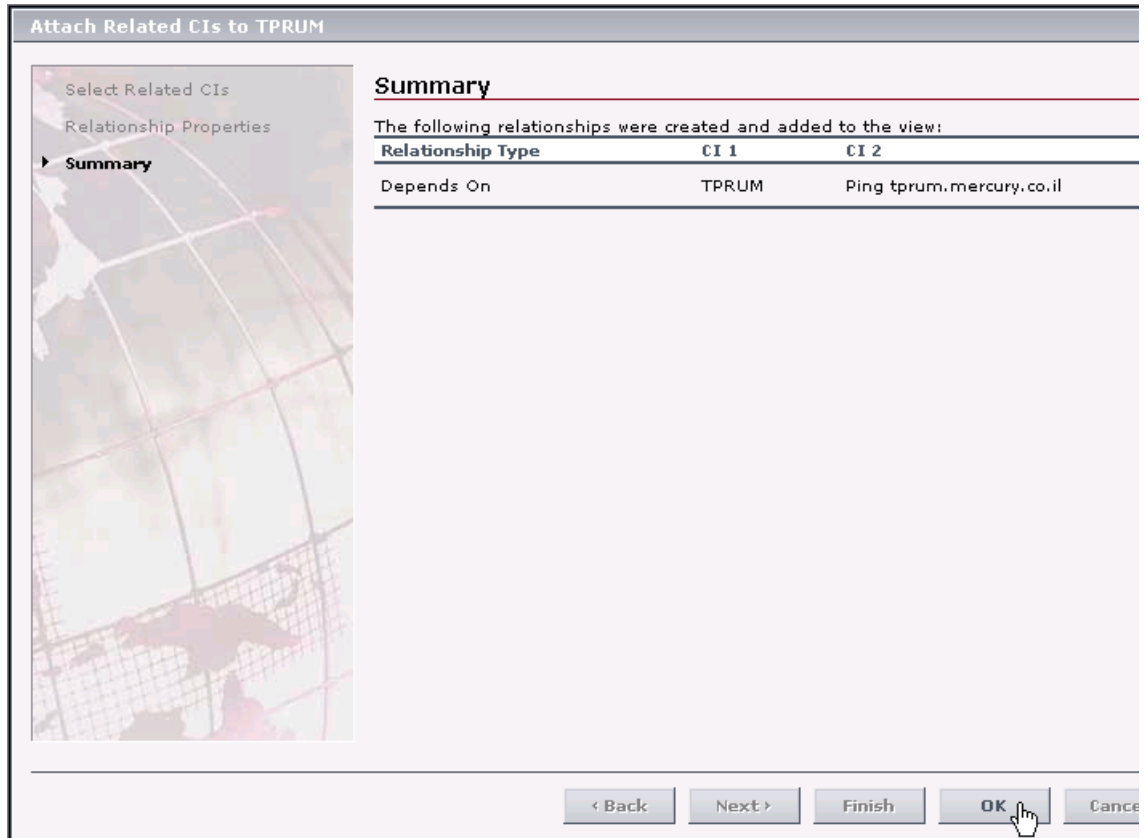 Attach Related CIs to TPRUM
Select Related CIs
Relationship Properties
Summary
Summary
The following relationships were created and added to the view:
Relationship Type CI 1 CI 2
Depends On TPRUM Ping tprum.mercury.co.il
‹ Back Next › Finish OK Cance